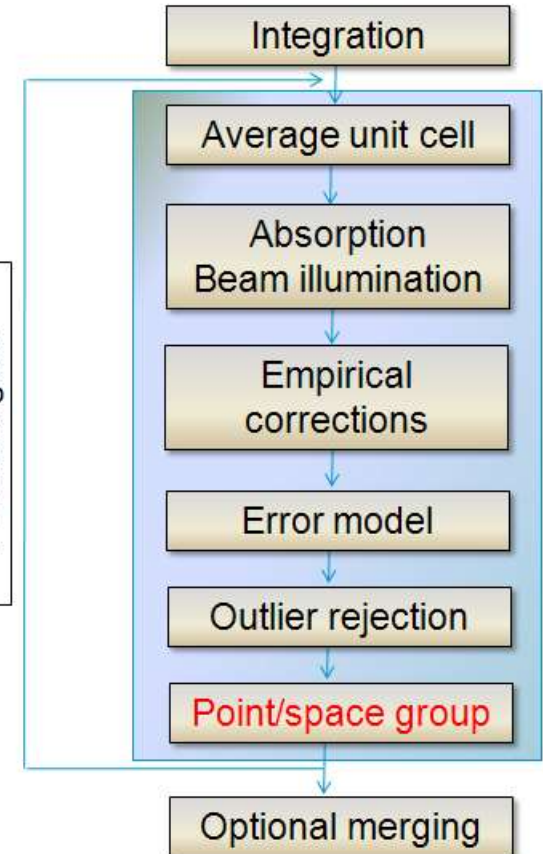 Integration
Average unit cell
Absorption
Beam illumination
Empirical
corrections
Error model
Outlier rejection
Point/space group
Optional merging